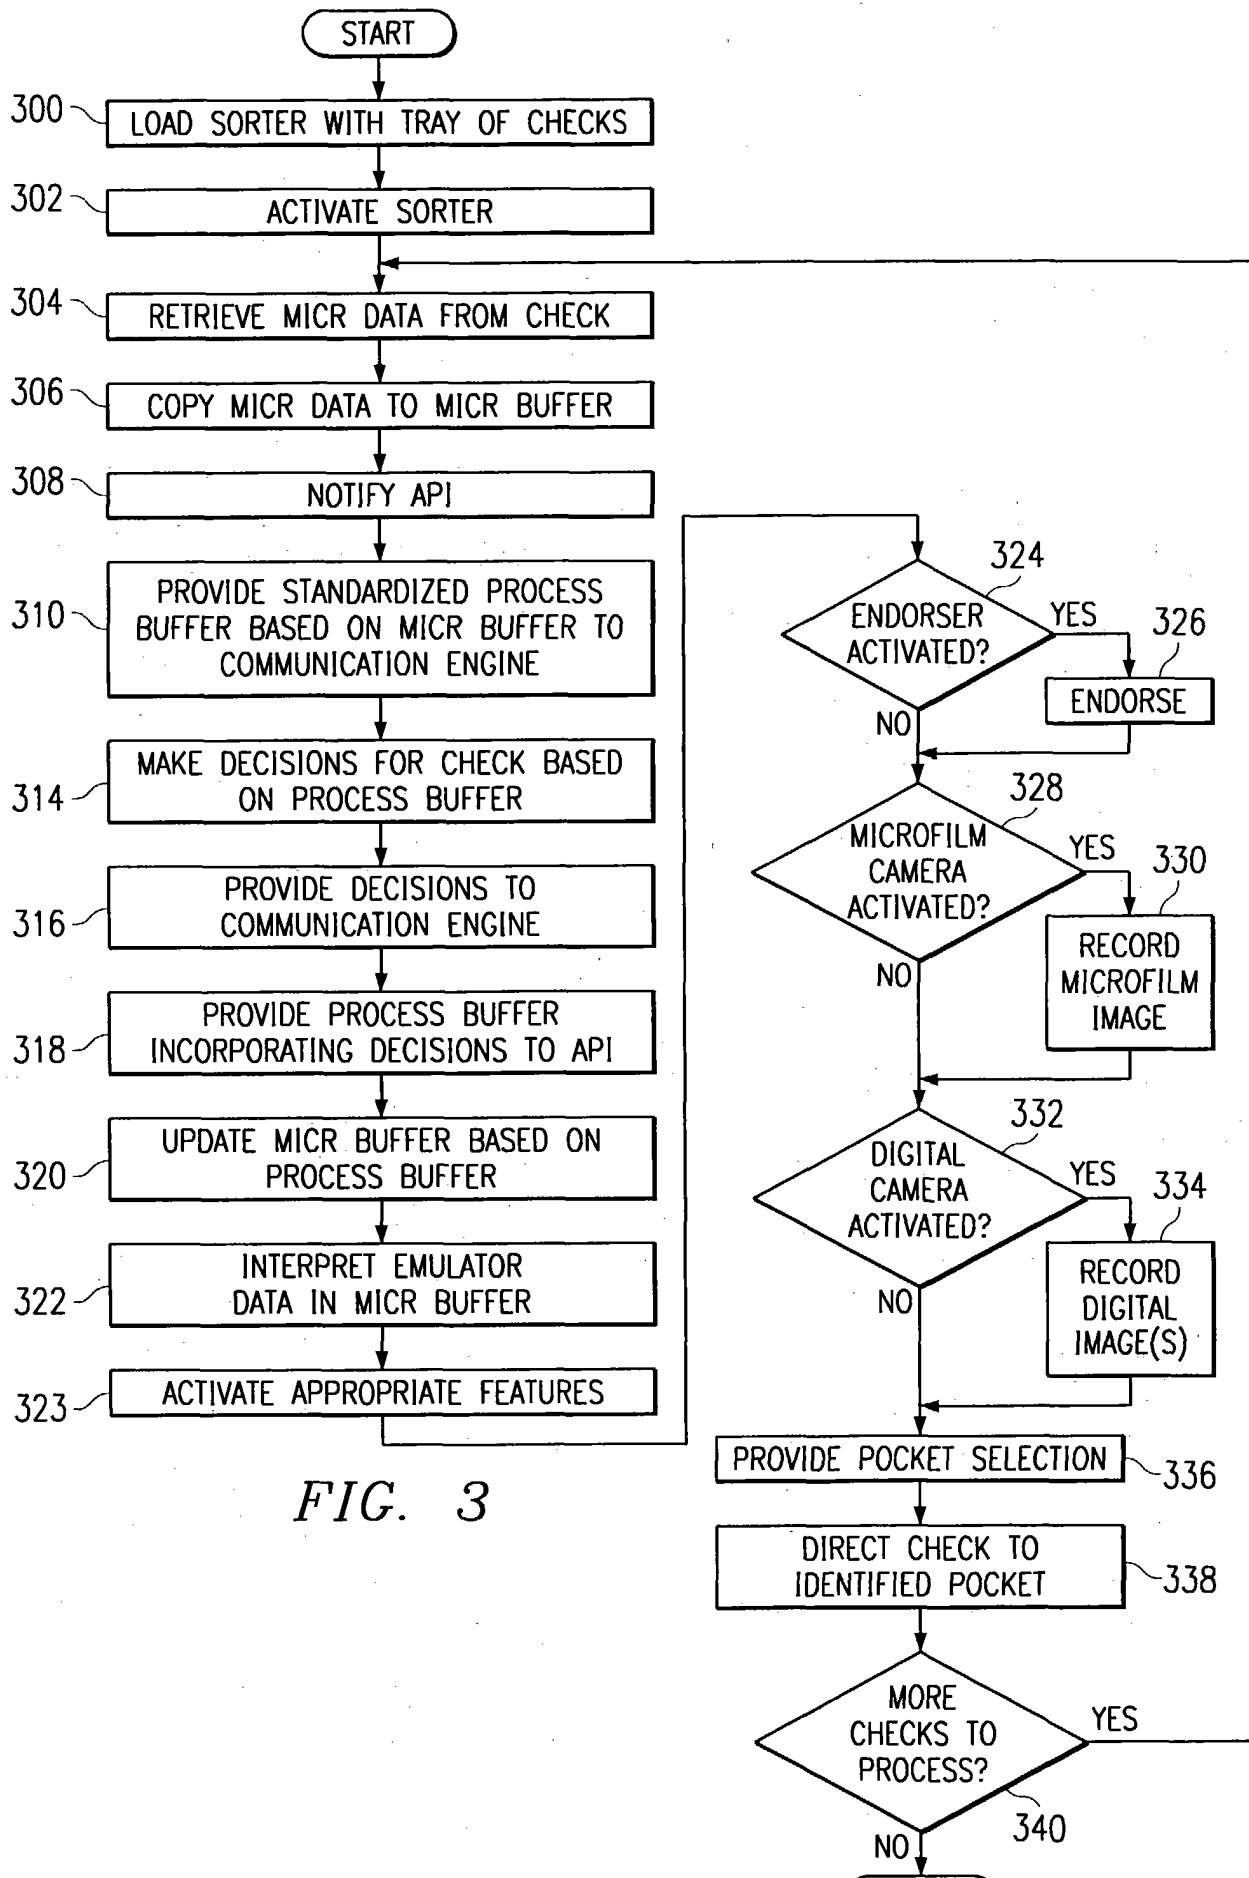 START
300
LOAD SORTER WITH TRAY OF CHECKS
302
ACTIVATE SORTER
304
RETRIEVE MICR DATA FROM CHECK
306
COPY MICR DATA TO MICR BUFFER
308
NOTIFY API
310
PROVIDE STANDARDIZED PROCESS
BUFFER BASED ON MICR BUFFER TO
COMMUNICATION ENGINE
314
MAKE DECISIONS FOR CHECK BASED
ON PROCESS BUFFER
316
PROVIDE DECISIONS TO
COMMUNICATION ENGINE
318
PROVIDE PROCESS BUFFER
INCORPORATING DECISIONS TO API
320
UPDATE MICR BUFFER BASED ON
PROCESS BUFFER
322
INTERPRET EMULATOR
DATA IN MICR BUFFER
323
ACTIVATE APPROPRIATE FEATURES
FIG. 3
324
ENDORSER
ACTIVATED?
YES
326
ENDORSE
NO
328
MICROFILM
CAMERA
ACTIVATED?
YES
330
RECORD
MICROFILM
IMAGE
NO
332
DIGITAL
CAMERA
ACTIVATED?
YES
334
RECORD
DIGITAL
IMAGE(S)
NO
PROVIDE POCKET SELECTION
336
DIRECT CHECK TO
IDENTIFIED POCKET
338
MORE
CHECKS TO
PROCESS?
YES
340
NO